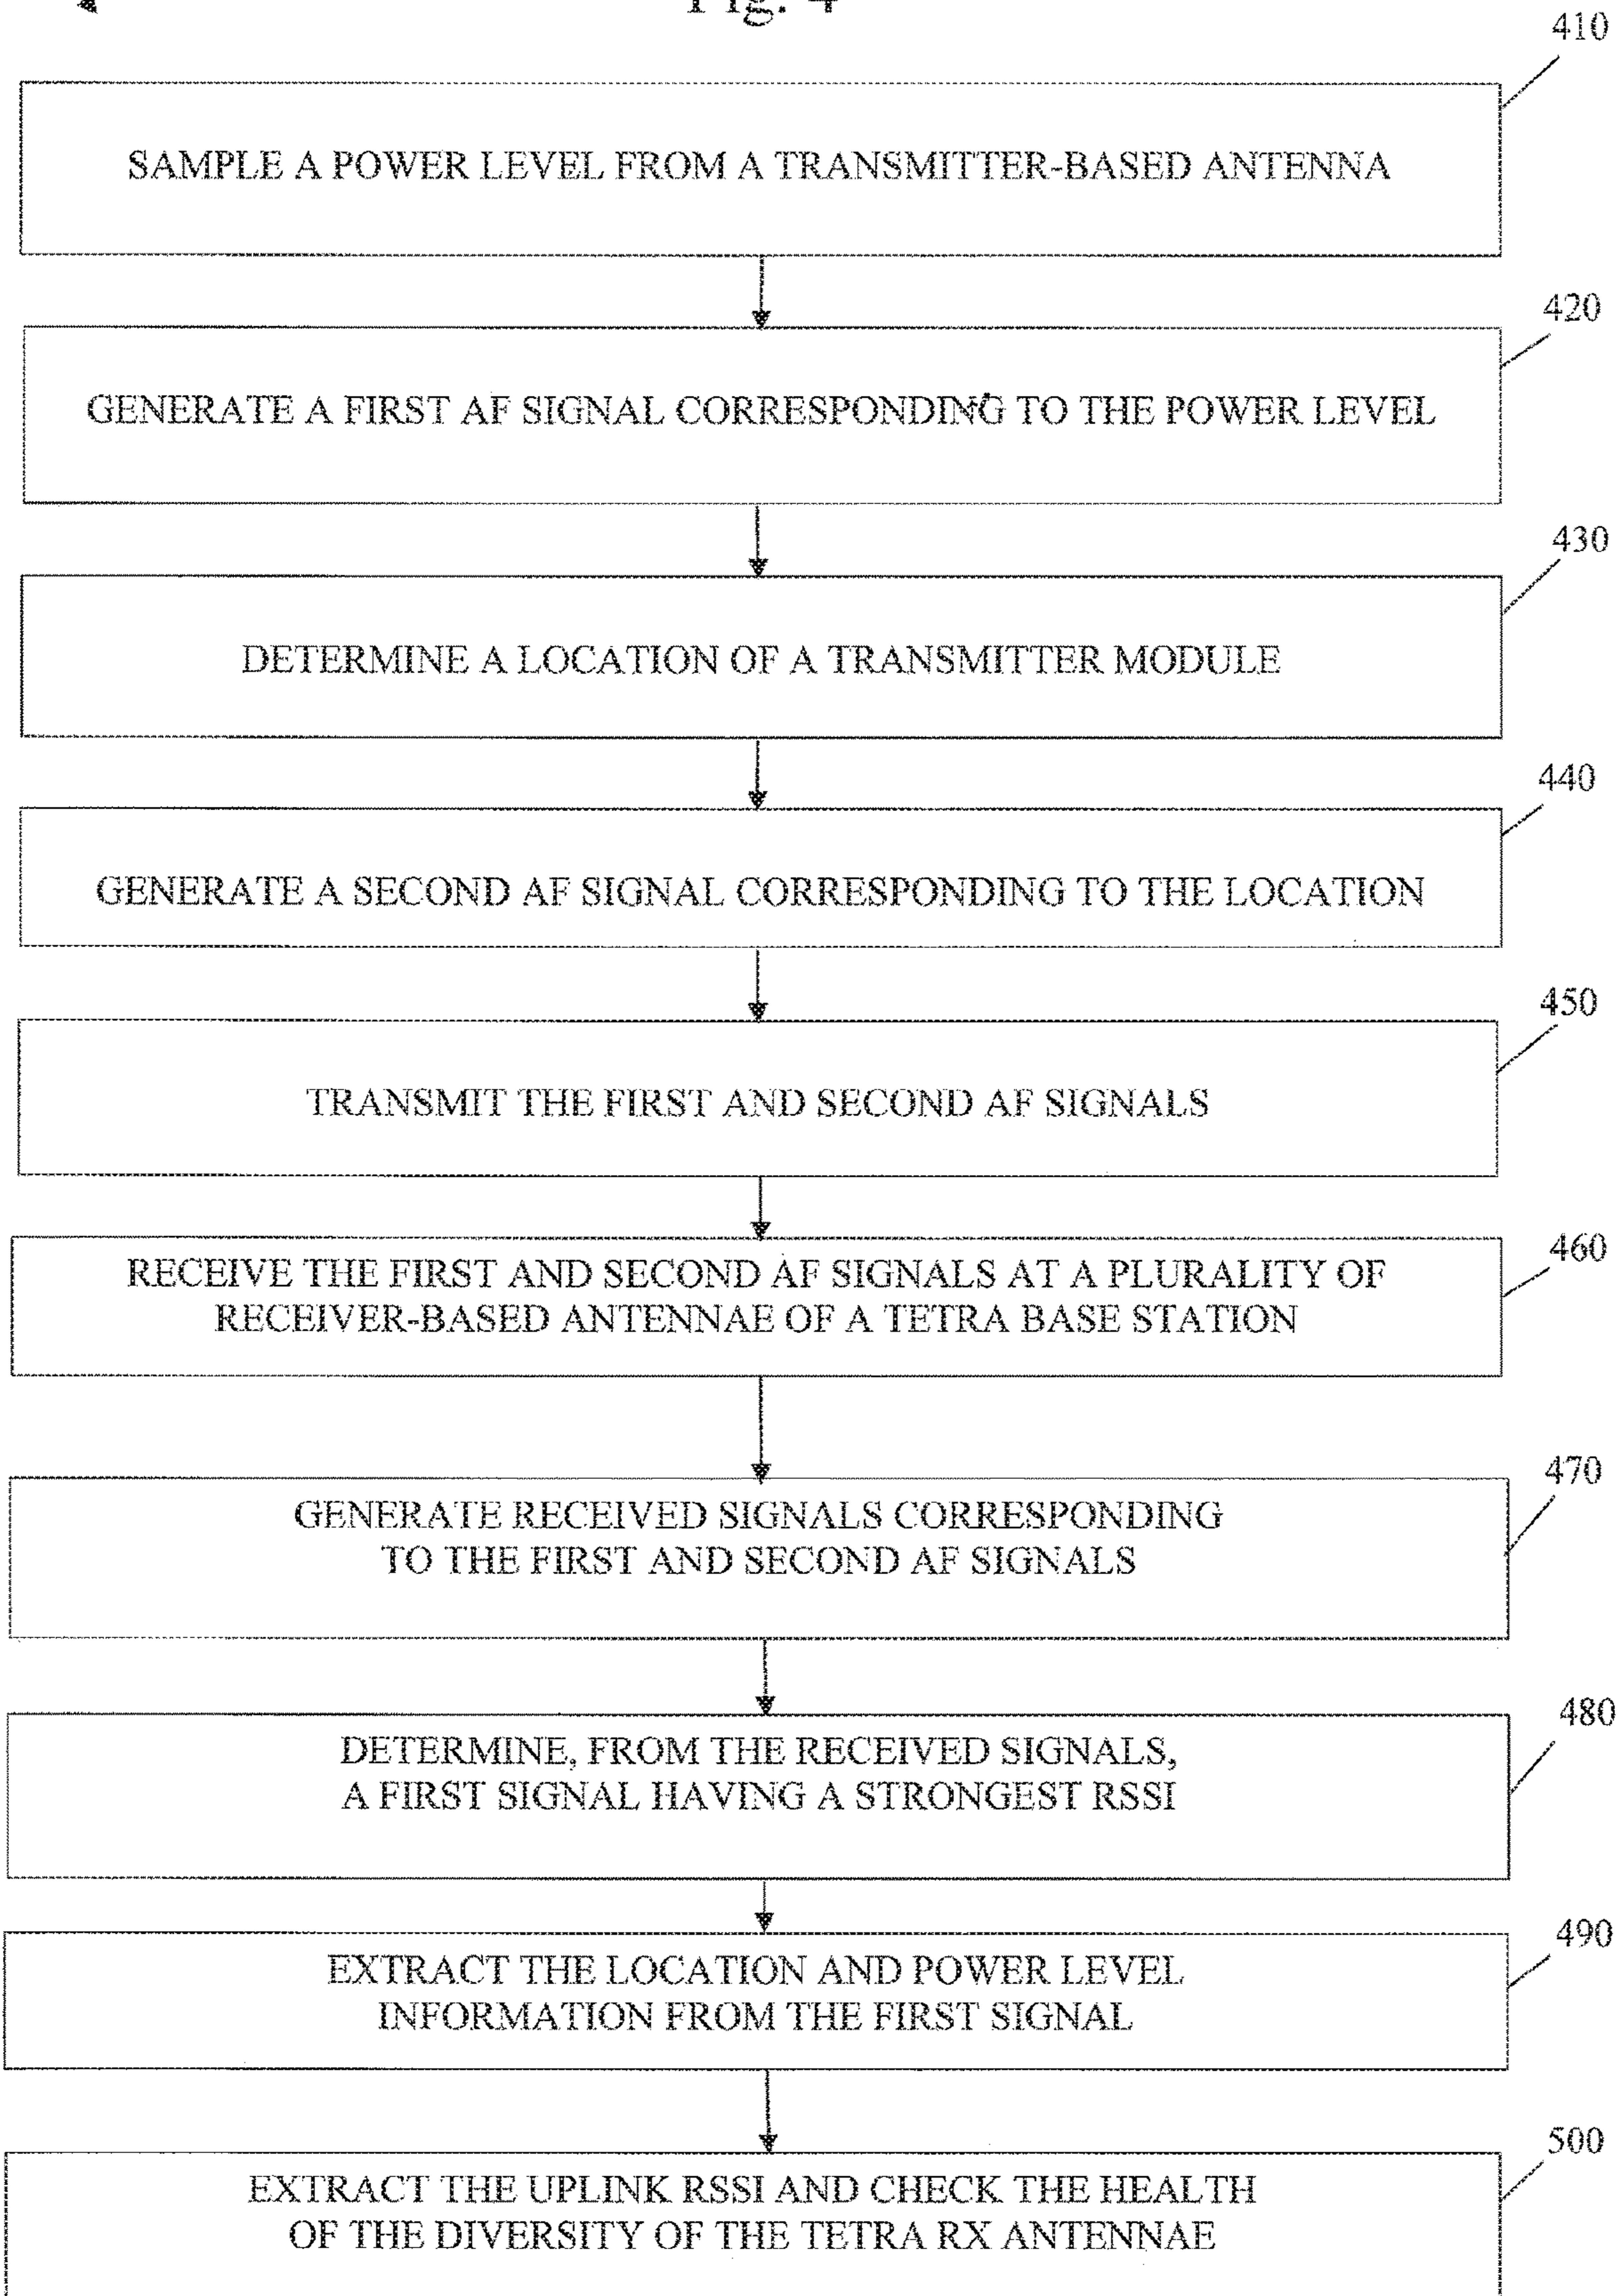 Fig. 4
410
SAMPLE A POWER LEVEL FROM A TRANSMITTER-BASED ANTENNA
420
GENERATE A FIRST AF SIGNAL CORRESPONDING TO THE POWER LEVEL
430
DETERMINE A LOCATION OF A TRANSMITTER MODULE
440
GENERATE A SECOND AF SIGNAL CORRESPONDING TO THE LOCATION
450
TRANSMIT THE FIRST AND SECOND AF SIGNALS
460
RECEIVE THE FIRST AND SECOND AF SIGNALS AT A PLURALITY OF
RECEIVER-BASED ANTENNAE OF A TETRA BASE STATION
470
GENERATE RECEIVED SIGNALS CORRESPONDING
TO THE FIRST AND SECOND AF SIGNALS
480
DETERMINE, FROM THE RECEIVED SIGNALS,
A FIRST SIGNAL HAVING A STRONGEST RSSI
490
EXTRACT THE LOCATION AND POWER LEVEL
INFORMATION FROM THE FIRST SIGNAL
500
EXTRACT THE UPLINK RSSI AND CHECK THE HEALTH
OF THE DIVERSITY OF THE TETRA RX ANTENNAE